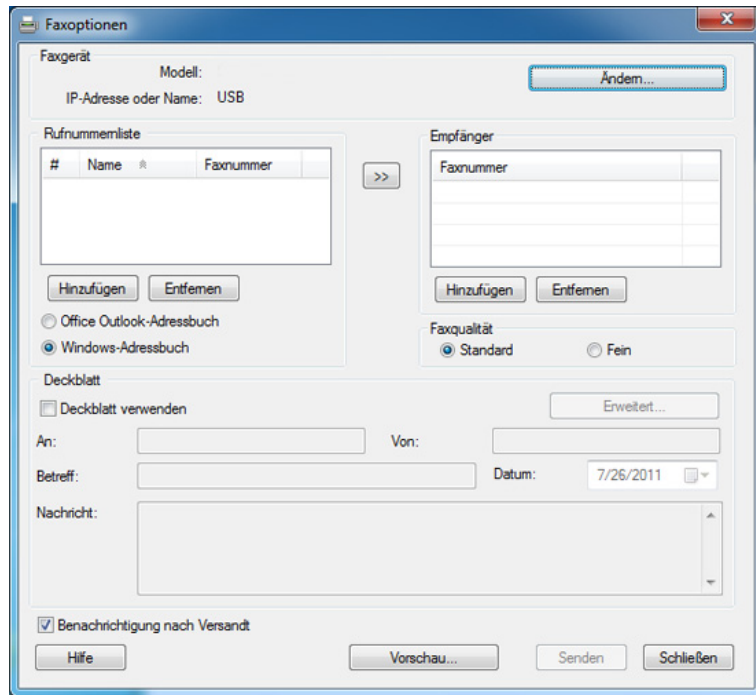 Faxoptionen
Faxgerät
Modell:
Ändern...
IP-Adresse oder Name: USB
Rufnummernliste
# Name Faxnummer
>>
Empfänger
Faxnummer
Hinzufügen Entfernen
Office Outlook-Adressbuch
Windows-Adressbuch
Hinzufügen Entfernen
Faxqualität
Standard Fein
Deckblatt
Deckblatt verwenden
Erweitert...
An: Von:
Betreff: Datum: 7/26/2011
Nachricht:
Benachrichtigung nach Versandt
Hilfe Vorschau... Senden Schließen